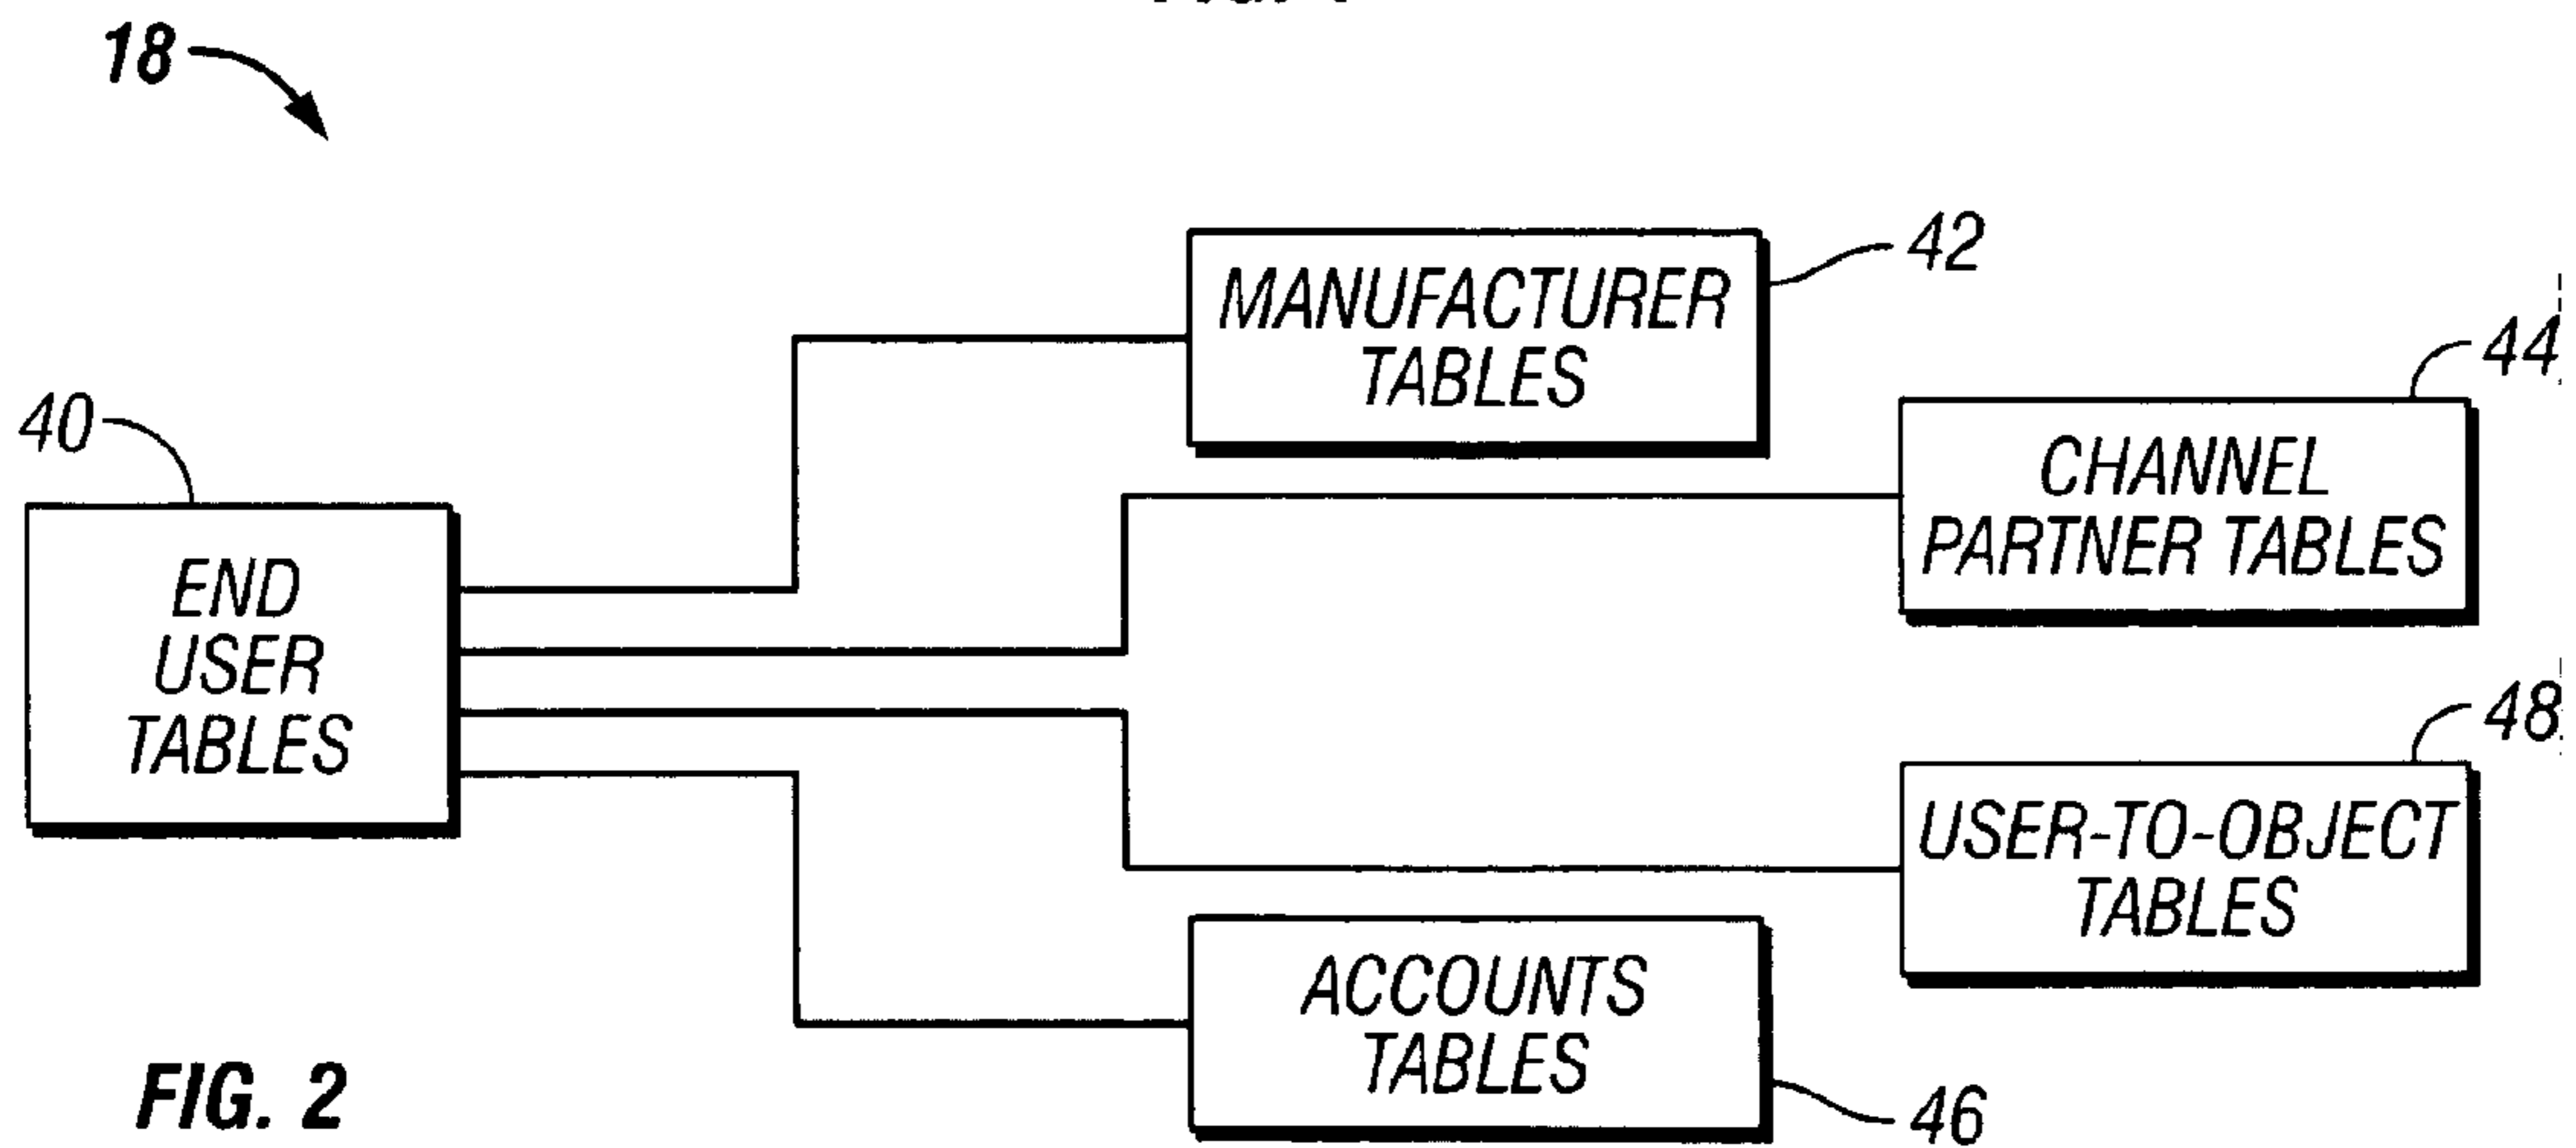 18
42
MANUFACTURER
TABLES
44
40
CHANNEL
PARTNER TABLES
END
USER
TABLES
48
USER-TO-OBJECT
TABLES
ACCOUNTS
TABLES
46
FIG. 2